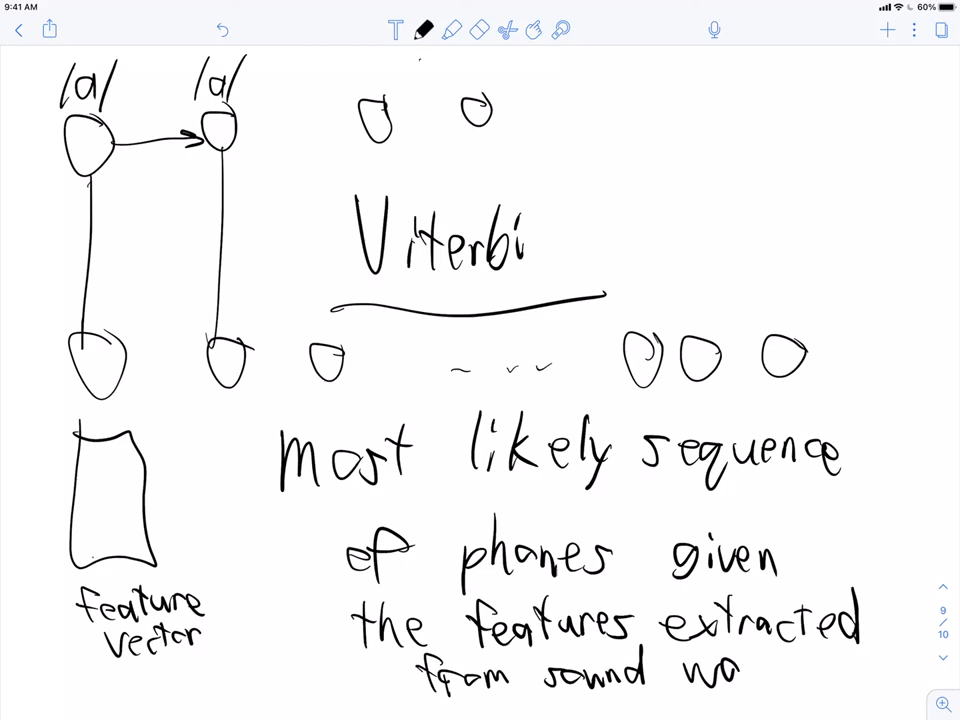 9:41 AM
60%
T
/a/ /a/
Viterbi
most likely sequence
of phones given
the features extracted
from sound wa
feature
vector
9
/
10